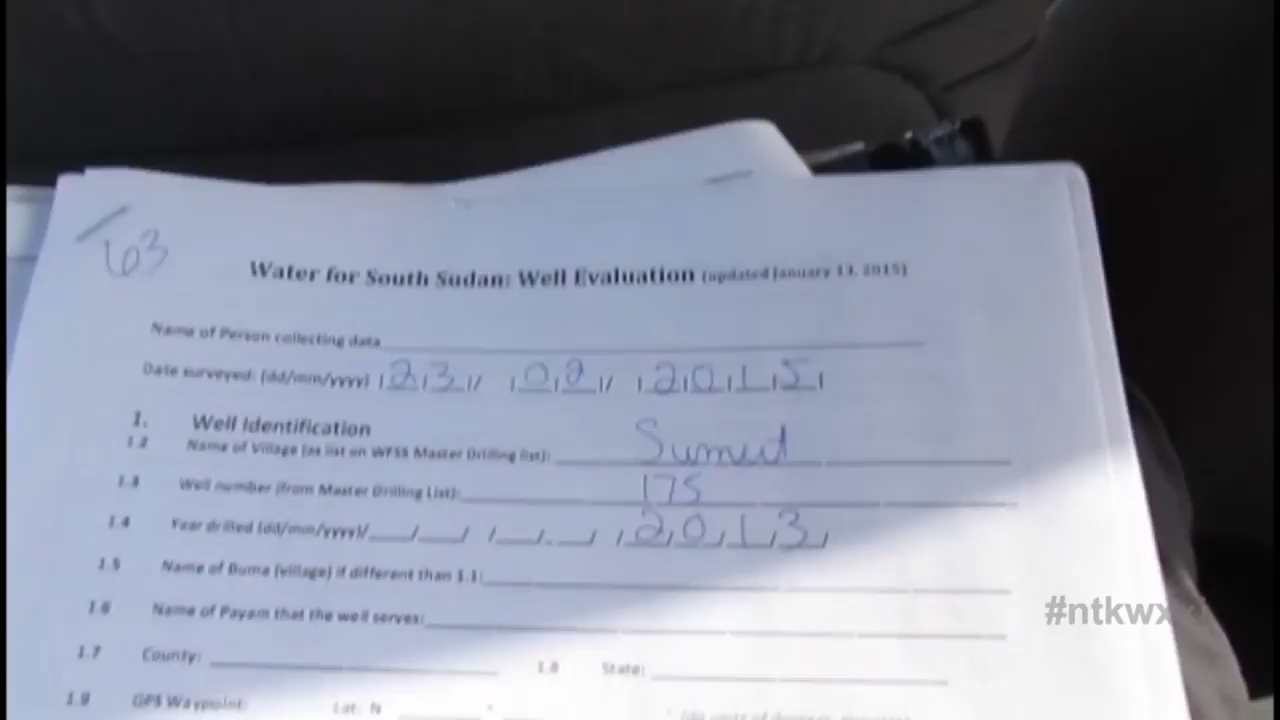 63
Water for South Sudan: Well Evaluation (updated January 13, 2015)
Name of Person collecting data
Date surveyed: (dd/mm/yyyy) 23 / 02 / 2015
1. Well Identification
1.2 Name of Village (as list on WFSS Master Drilling list): Sumut
1.3 Well number (from Master Drilling List): 175
1.4 Year drilled (dd/mm/yyyy) / / / 2013
1.5 Name of Buma (village) if different than 1.1:
1.6 Name of Payam that the well serves:
1.7 County: 1.8 State:
1.9 GPS Waypoint: Lat: N
#ntkwx